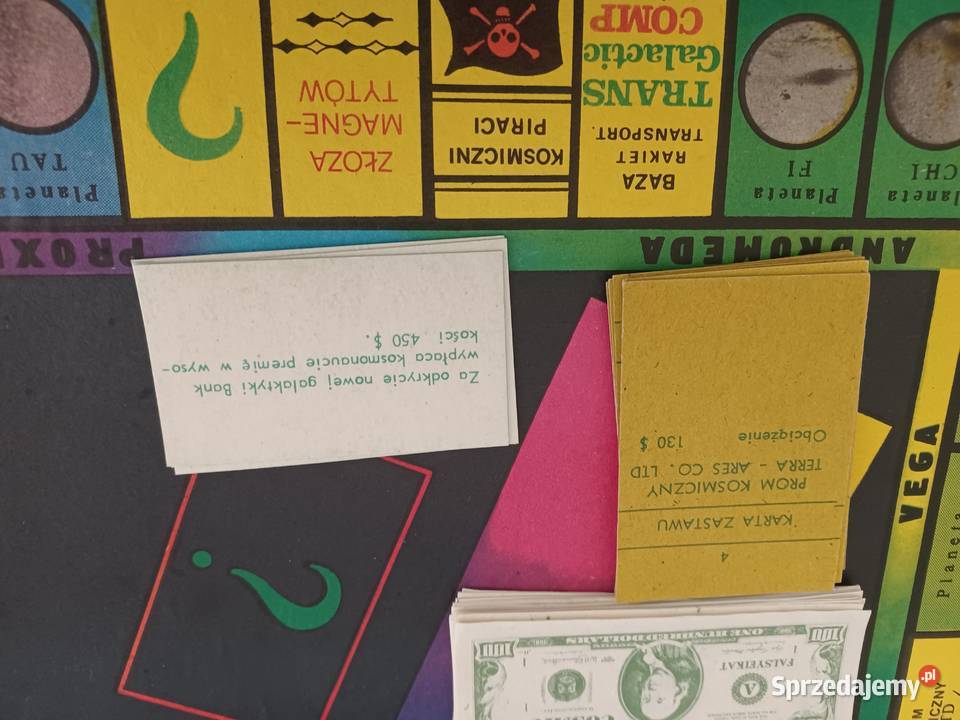 Planeta
TAU
?
ZŁOŻA
MAGNE-
TYTÓW
KOSMICZNI
PIRACI
BAZA
RAKIET
TRANSPORT.
TRANS
Galactic
COMP
Planeta
FI
Planeta
CHI
ANDROMEDA
PROXI
VEGA
Planeta
Za odkrycie nowej galaktyki Bank
wypłaca kosmonaucie premię w wyso-
kości 450 $.
4
KARTA ZASTAWU
PROM KOSMICZNY
TERRA - ARES CO. LTD
Obciążenie 130 $
?
100
ONE HUNDRED DOLLARS
100
FALSYFIKAT
A
CZNY
Sprzedajemy.pl